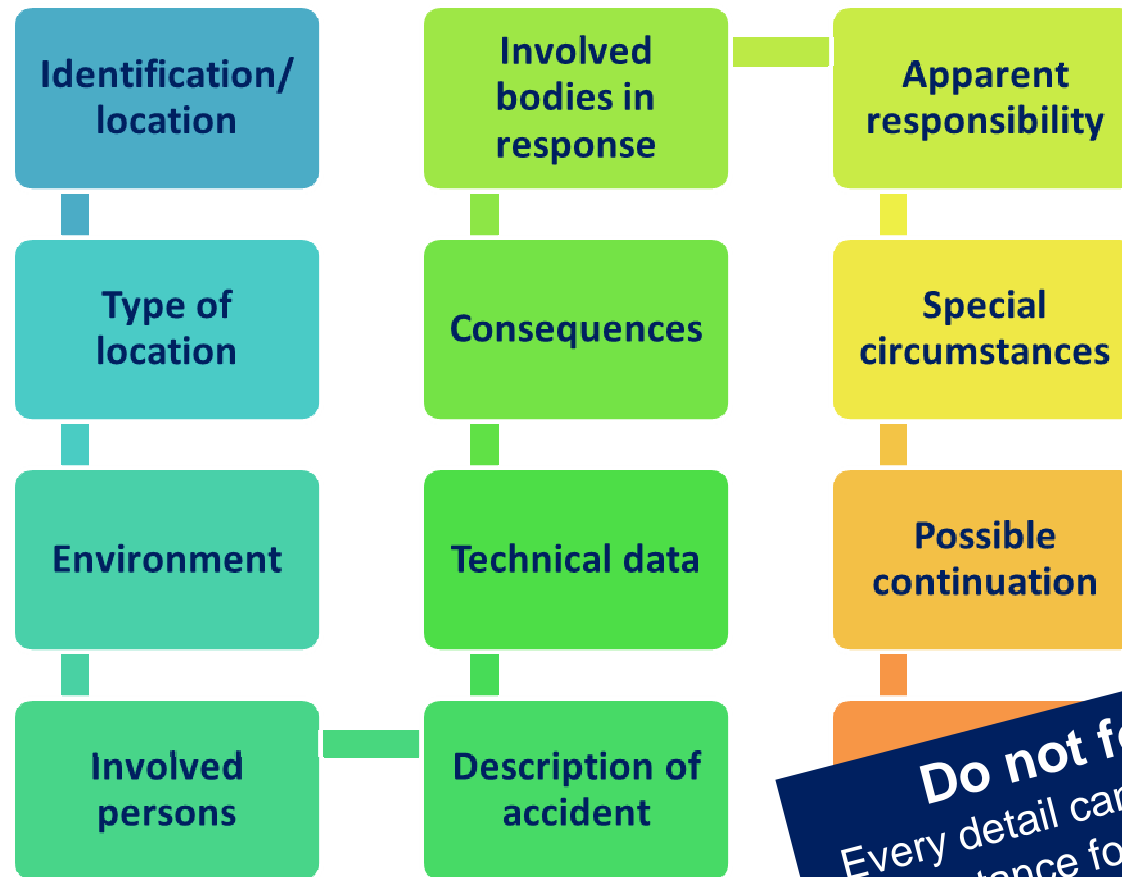 Identification/
location
Type of
location
Environment
Involved
persons
Description of
accident
Technical data
Consequences
Involved
bodies in
response
Apparent
responsibility
Special
circumstances
Possible
continuation
Do not
Every detail